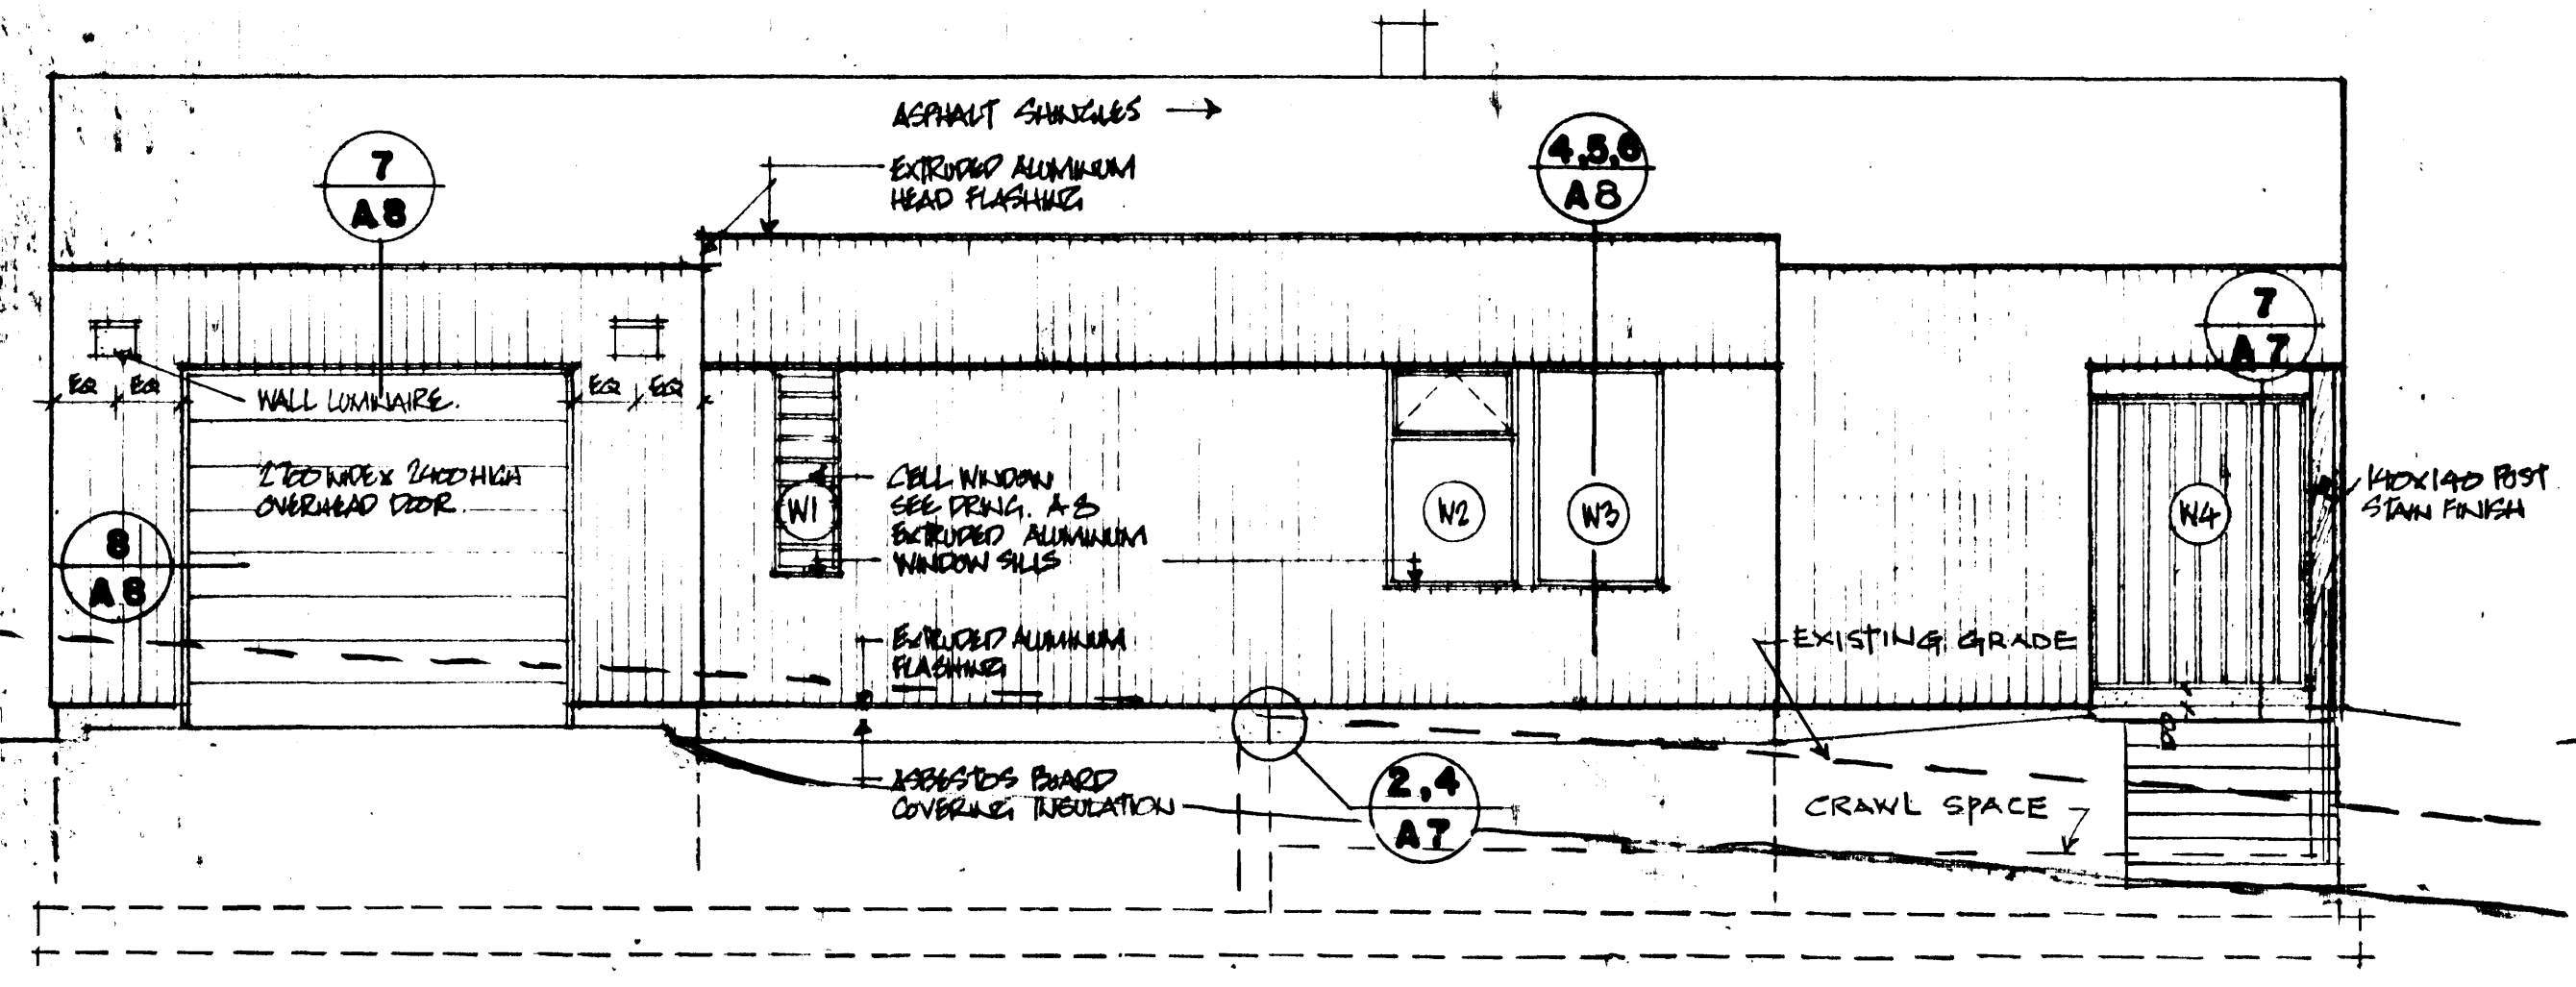 ASPHALT SHINGLES
EXTRUDED ALUMINUM
HEAD FLASHING
7
A8
4,5,6
A8
7
A7
EQ EQ
EQ EQ
WALL LUMINAIRE.
2700 WIDE X 2400 HIGH
OVERHEAD DOOR.
8
A8
W1
CELL WINDOW
SEE DRWG. A8
EXTRUDED ALUMINUM
WINDOW SILLS
W2
W3
W4
140X140 POST
STAIN FINISH
EXTRUDED ALUMINUM
FLASHING
EXISTING GRADE
ASBESTOS BOARD
COVERING INSULATION
2,4
A7
CRAWL SPACE